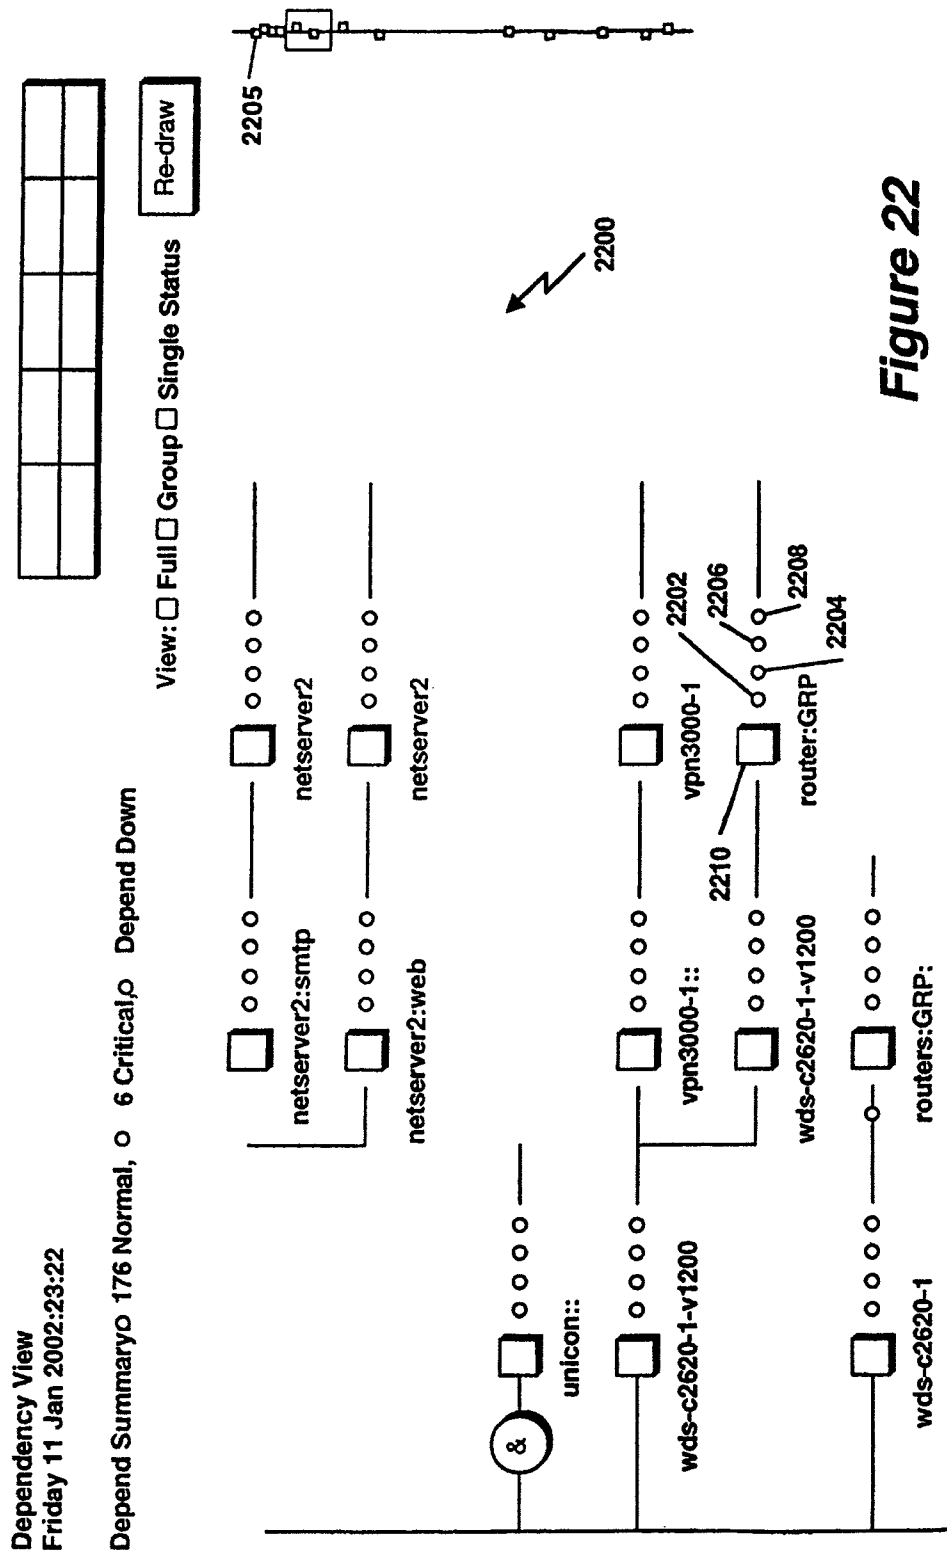 Dependency View
Friday 11 Jan 2002:23:22
Depend Summary○ 176 Normal, ○ 6 Critical,○ Depend Down
View: □ Full □ Group □ Single Status
Re-draw
2205
netserver2:smtp
netserver2
netserver2:web
netserver2
2200
&
unicon::
wds-c2620-1-v1200
vpn3000-1::
vpn3000-1
2202
2206
2210
2208
2204
wds-c2620-1-v1200
router:GRP
wds-c2620-1
routers:GRP:
Figure 22